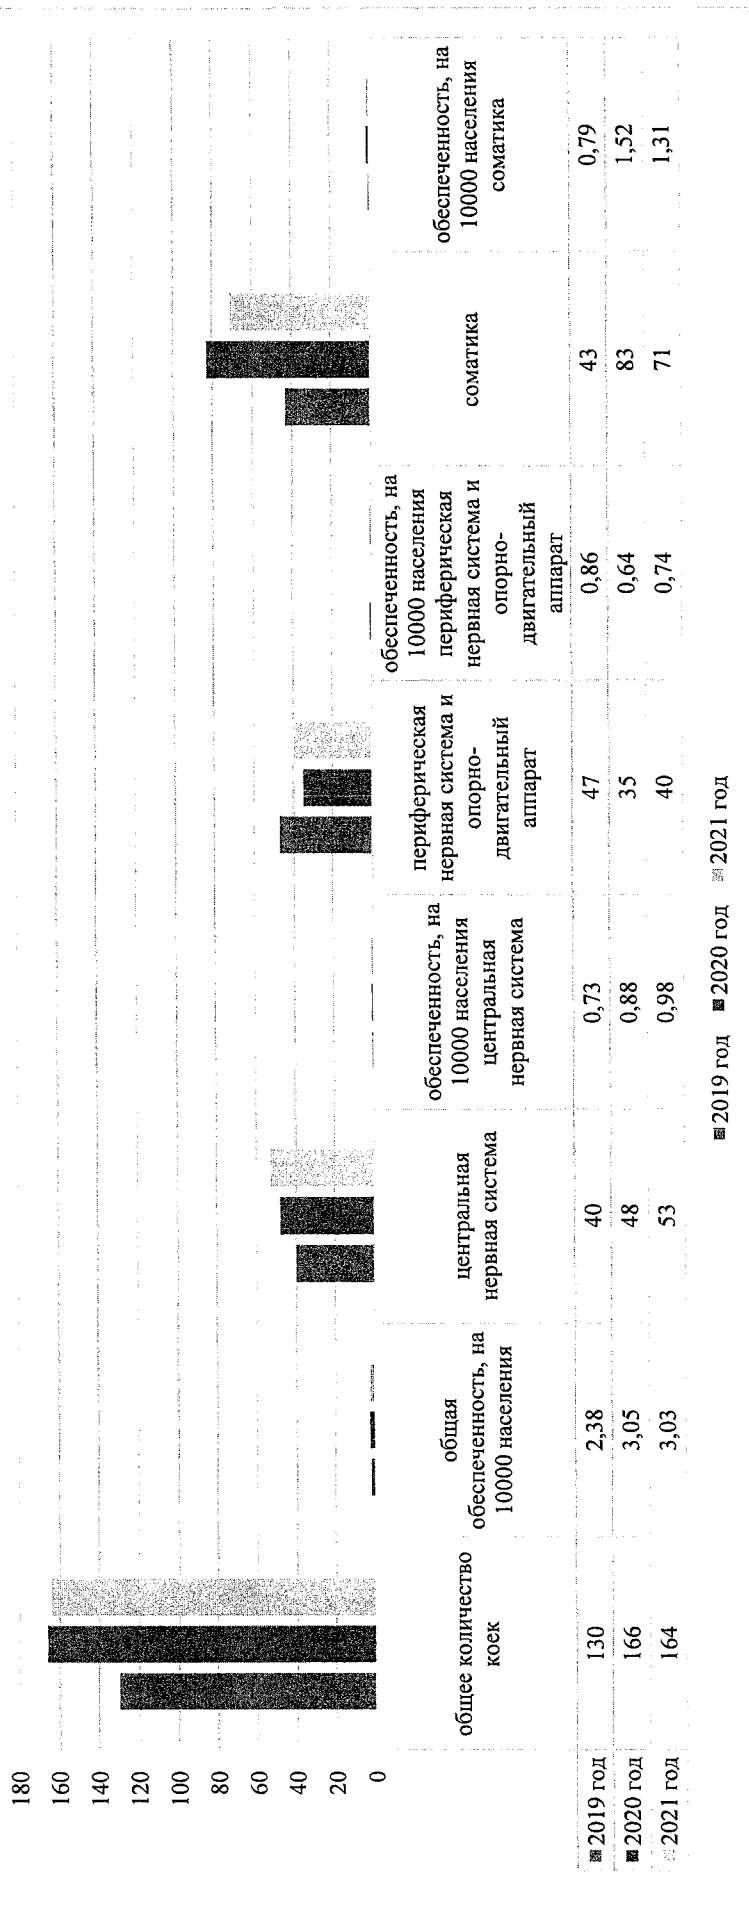 180
160
140
120
100
80
60
40
20
0
общее количество
коек
общая
обеспеченность, на
10000 населения
центральная
нервная система
обеспеченность, на
10000 населения
центральная
нервная система
периферическая
нервная система и
опорно-
двигательный
аппарат
обеспеченность, на
10000 населения
периферическая
нервная система и
опорно-
двигательный
аппарат
соматика
обеспеченность, на
10000 населения
соматика
2019 год 130 2,38 40 0,73 47 0,86 43 0,79
2020 год 166 3,05 48 0,88 35 0,64 83 1,52
2021 год 164 3,03 53 0,98 40 0,74 71 1,31
2019 год 2020 год 2021 год